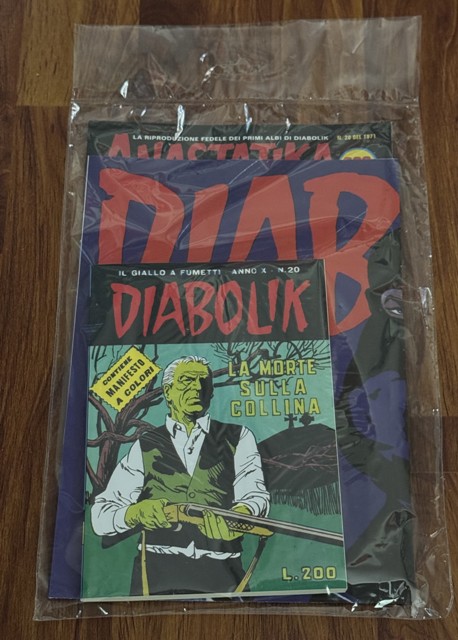 LA RIPRODUZIONE FEDELE DEI PRIMI ALBI DI DIABOLIK
ANASTATIKA
DIAB
IL GIALLO A FUMETTI - ANNO X - N.20
DIABOLIK
CONTIENE
MANIFESTO
A COLORI
LA MORTE
SULLA
COLLINA
L. 200